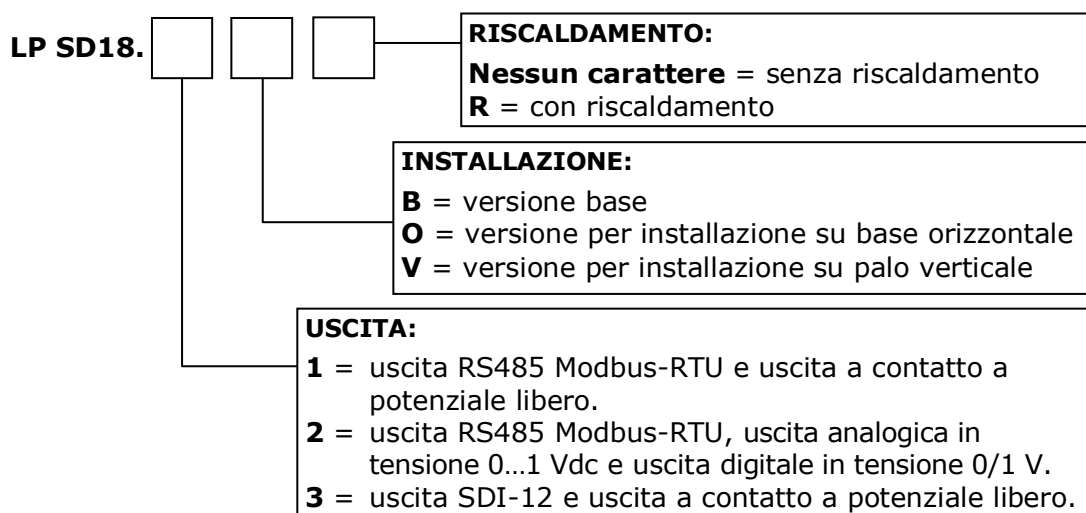 LP SD18.
RISCALDAMENTO:
Nessun carattere = senza riscaldamento
R = con riscaldamento
INSTALLAZIONE:
B = versione base
O = versione per installazione su base orizzontale
V = versione per installazione su palo verticale
USCITA:
1 = uscita RS485 Modbus-RTU e uscita a contatto a
potenziale libero.
2 = uscita RS485 Modbus-RTU, uscita analogica in
tensione 0…1 Vdc e uscita digitale in tensione 0/1 V.
3 = uscita SDI-12 e uscita a contatto a potenziale libero.